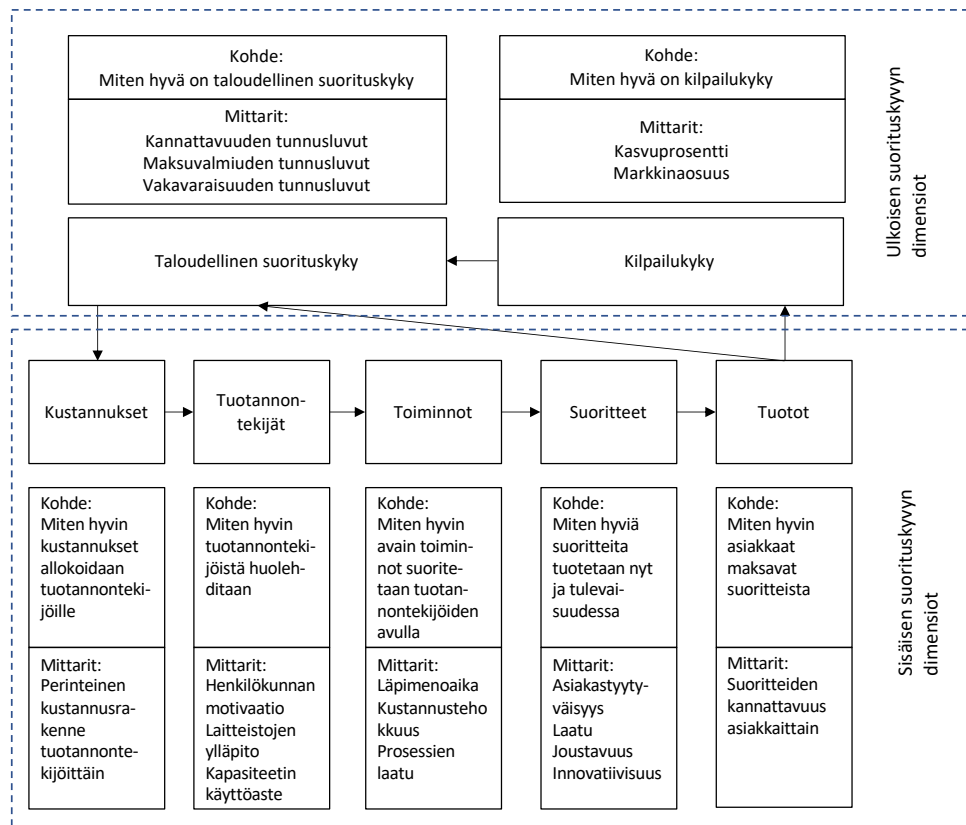 Kohde:
Miten hyvä on taloudellinen suorituskyky
Mittarit:
Kannattavuuden tunnusluvut
Maksuvalmiuden tunnusluvut
Vakavaraisuuden tunnusluvut
Kohde:
Miten hyvä on kilpailukyky
Mittarit:
Kasvuprosentti
Markkinaosuus
Taloudellinen suorituskyky
Kilpailukyky
Ulkoisen suorituskyvyn
dimensiot
Kustannukset
Tuotannon-
tekijät
Toiminnot
Suoritteet
Tuotot
Kohde:
Miten hyvin
kustannukset
allokoidaan
tuotannonteki-
jöille
Mittarit:
Perinteinen
kustannusra-
kenne
tuotannonte-
kijöittäin
Kohde:
Miten hyvin
tuotannonteki-
jöistä huoleh-
ditaan
Mittarit:
Henkilökunnan
motivaatio
Laitteistojen
ylläpito
Kapasiteetin
käyttöaste
Kohde:
Miten hyvin
avain toimin-
not suorite-
taan tuotan-
nontekijöiden
avulla
Mittarit:
Läpimenoaika
Kustannusteho
kkuus
Prosessien
laatu
Kohde:
Miten hyviä
suoritteita
tuotetaan nyt
ja tulevai-
suudessa
Mittarit:
Asiakastyyty-
väisyys
Laatu
Joustavuus
Innovatiivisuus
Kohde:
Miten hyvin
asiakkaat
maksavat
suoritteista
Mittarit:
Suoritteiden
kannattavuus
asiakkaittain
Sisäisen suorituskyvyn
dimensiot